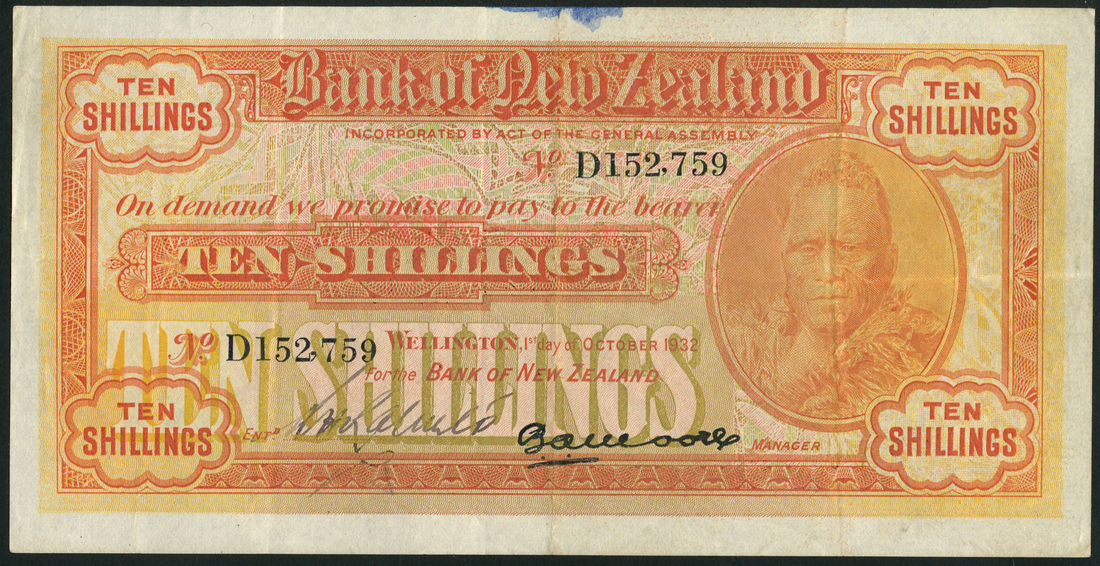 Bank of New Zealand
TEN SHILLINGS
TEN SHILLINGS
INCORPORATED BY ACT OF THE GENERAL ASSEMBLY
No. D152,759
On demand we promise to pay to the bearer
TEN SHILLINGS
TEN SHILLINGS
No. D152,759
WELLINGTON, 1st day of OCTOBER 1932
For the BANK OF NEW ZEALAND
TEN SHILLINGS
ENTD
MANAGER
TEN SHILLINGS